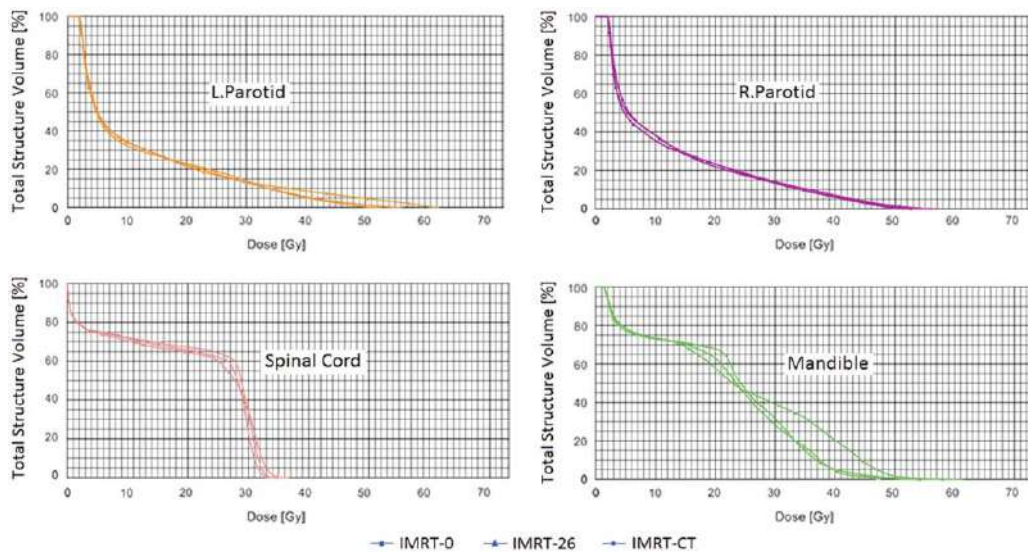 Total Structure Volume [%]
100
80
60
40
20
0
L.Parotid
0 10 20 30 40 50 60 70
Dose [Gy]
Total Structure Volume [%]
100
80
60
40
20
0
R.Parotid
0 10 20 30 40 50 60 70
Dose [Gy]
Total Structure Volume [%]
100
80
60
40
20
0
Spinal Cord
0 10 20 30 40 50 60 70
Dose [Gy]
Total Structure Volume [%]
100
80
60
40
20
0
Mandible
0 10 20 30 40 50 60 70
Dose [Gy]
IMRT-0 IMRT-26 IMRT-CT